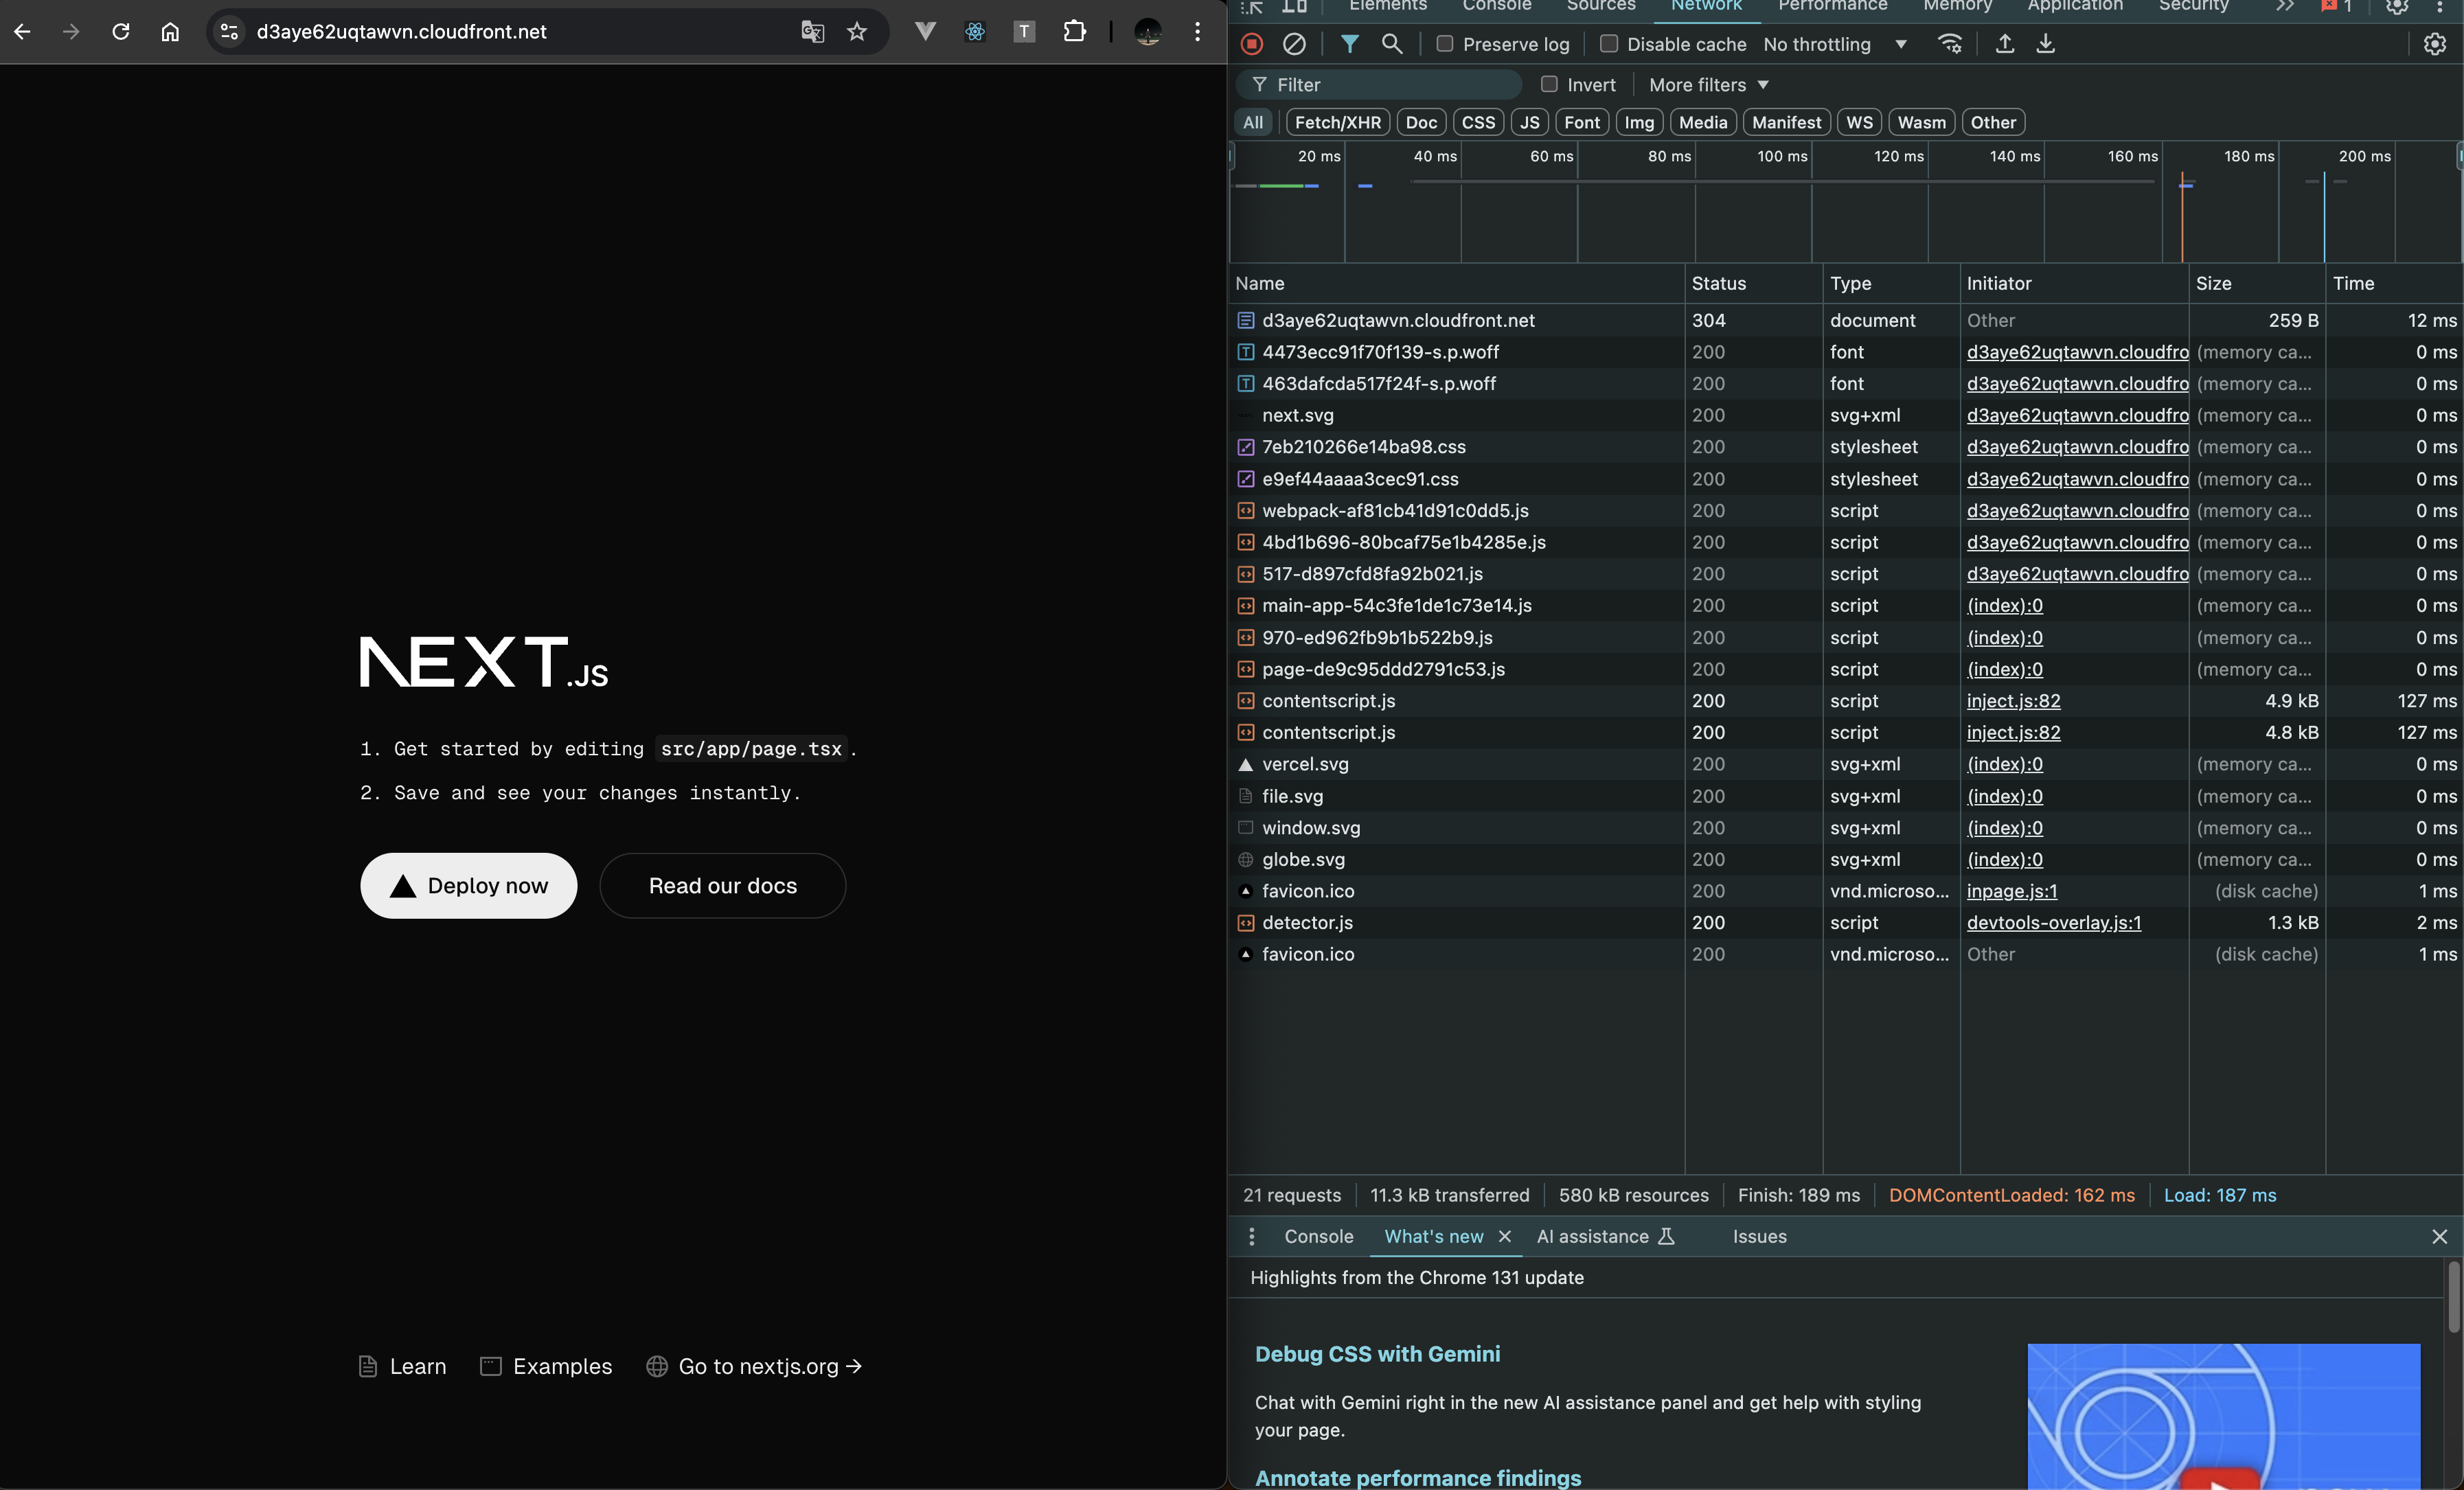 d3aye62uqtawvn.cloudfront.net
NEXT.JS
1. Get started by editing src/app/page.tsx.
2. Save and see your changes instantly.
Deploy now
Read our docs
Learn
Examples
Go to nextjs.org →
Elements Console Sources Network Performance Memory Application Security 1
Preserve log Disable cache No throttling
Filter Invert More filters
All Fetch/XHR Doc CSS JS Font Img Media Manifest WS Wasm Other
20 ms 40 ms 60 ms 80 ms 100 ms 120 ms 140 ms 160 ms 180 ms 200 ms
Name Status Type Initiator Size Time
d3aye62uqtawvn.cloudfront.net 304 document Other 259 B 12 ms
4473ecc91f70f139-s.p.woff 200 font d3aye62uqtawvn.cloudfro (memory ca... 0 ms
463dafcda517f24f-s.p.woff 200 font d3aye62uqtawvn.cloudfro (memory ca... 0 ms
next.svg 200 svg+xml d3aye62uqtawvn.cloudfro (memory ca... 0 ms
7eb210266e14ba98.css 200 stylesheet d3aye62uqtawvn.cloudfro (memory ca... 0 ms
e9ef44aaaa3cec91.css 200 stylesheet d3aye62uqtawvn.cloudfro (memory ca... 0 ms
webpack-af81cb41d91c0dd5.js 200 script d3aye62uqtawvn.cloudfro (memory ca... 0 ms
4bd1b696-80bcaf75e1b4285e.js 200 script d3aye62uqtawvn.cloudfro (memory ca... 0 ms
517-d897cfd8fa92b021.js 200 script d3aye62uqtawvn.cloudfro (memory ca... 0 ms
main-app-54c3fe1de1c73e14.js 200 script (index):0 (memory ca... 0 ms
970-ed962fb9b1b522b9.js 200 script (index):0 (memory ca... 0 ms
page-de9c95ddd2791c53.js 200 script (index):0 (memory ca... 0 ms
contentscript.js 200 script inject.js:82 4.9 kB 127 ms
contentscript.js 200 script inject.js:82 4.8 kB 127 ms
vercel.svg 200 svg+xml (index):0 (memory ca... 0 ms
file.svg 200 svg+xml (index):0 (memory ca... 0 ms
window.svg 200 svg+xml (index):0 (memory ca... 0 ms
globe.svg 200 svg+xml (index):0 (memory ca... 0 ms
favicon.ico 200 vnd.microso... inpage.js:1 (disk cache) 1 ms
detector.js 200 script devtools-overlay.js:1 1.3 kB 2 ms
favicon.ico 200 vnd.microso... Other (disk cache) 1 ms
21 requests 11.3 kB transferred 580 kB resources Finish: 189 ms DOMContentLoaded: 162 ms Load: 187 ms
Console What's new AI assistance Issues
Highlights from the Chrome 131 update
Debug CSS with Gemini
Chat with Gemini right in the new AI assistance panel and get help with styling
your page.
Annotate performance findings